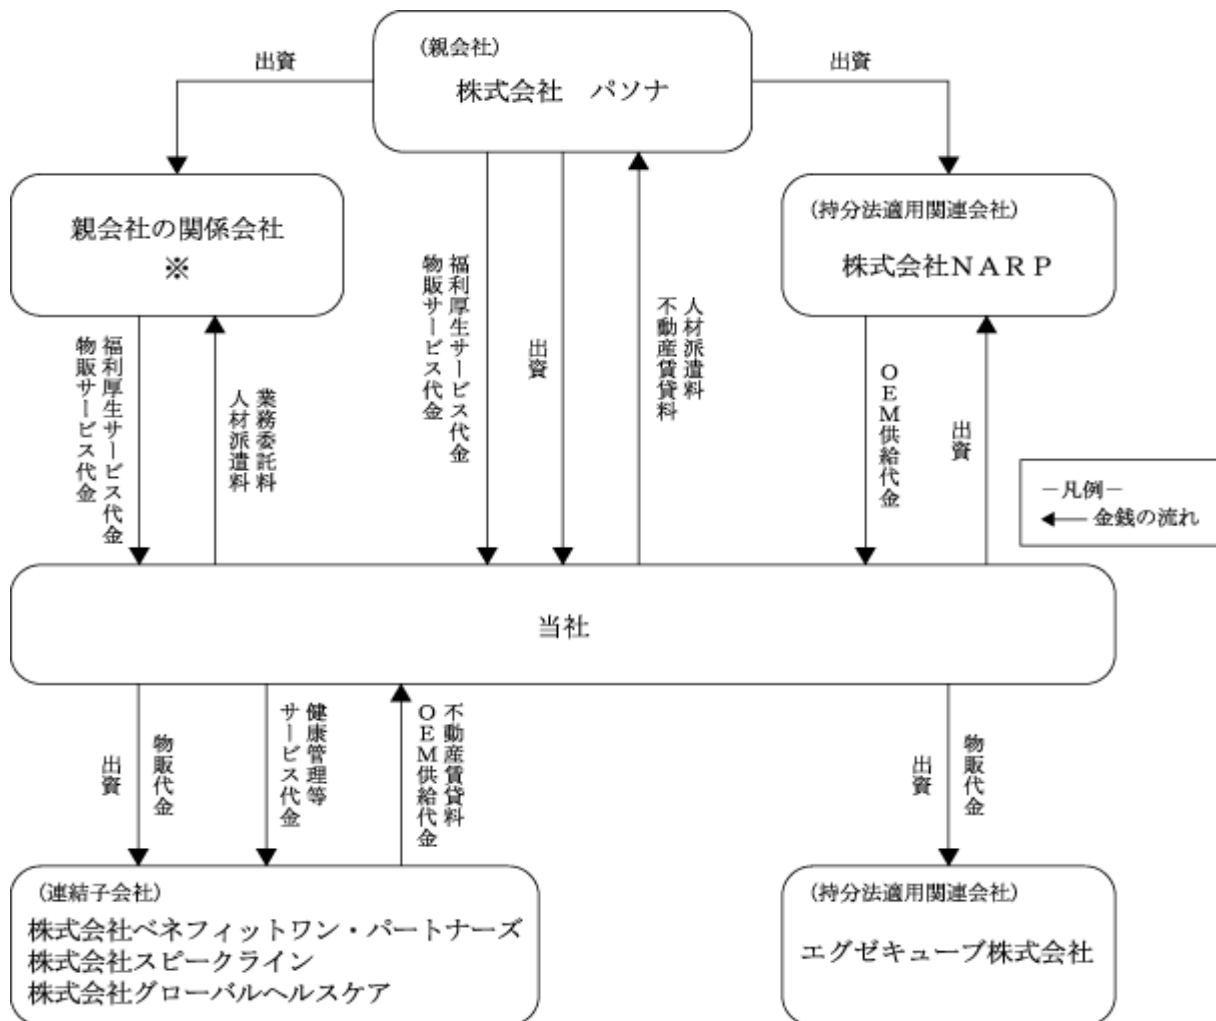 (親会社)
株式会社　パソナ
出資
出資
親会社の関係会社
※
(持分法適用関連会社)
株式会社ＮＡＲＰ
福利厚生サービス代金
物販サービス代金
業務委託料
人材派遣料
福利厚生サービス代金
物販サービス代金
出資
人材派遣料
不動産賃貸料
ＯＥＭ供給代金
出資
－凡例－
金銭の流れ
当社
物販代金
出資
健康管理等
サービス代金
不動産賃貸料
ＯＥＭ供給代金
物販代金
出資
(連結子会社)
株式会社ベネフィットワン・パートナーズ
株式会社スピークライン
株式会社グローバルヘルスケア
(持分法適用関連会社)
エグゼキューブ株式会社